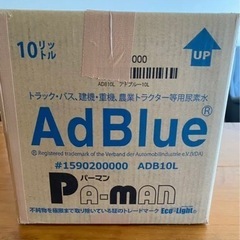 10リッ
トル
000
ADB10L アドブルー10L
UP
トラック・バス、建機・重機、農業トラクター等用尿素水
AdBlue®
® Registered trademark of the Verband der Automobilindustrie e.V. (VDA)
#1590200000 ADB10L
パーマン
PA-MAN
不純物を極限まで取り除いている証のトレードマーク Eco Light